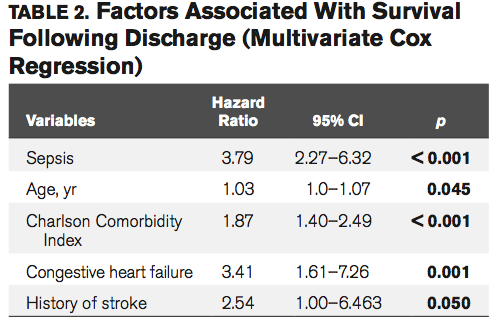 TABLE 2. Factors Associated With Survival
Following Discharge (Multivariate Cox
Regression)
Variables Hazard Ratio 95% CI p
Sepsis 3.79 2.27–6.32 < 0.001
Age, yr 1.03 1.0–1.07 0.045
Charlson Comorbidity Index 1.87 1.40–2.49 < 0.001
Congestive heart failure 3.41 1.61–7.26 0.001
History of stroke 2.54 1.00–6.463 0.050